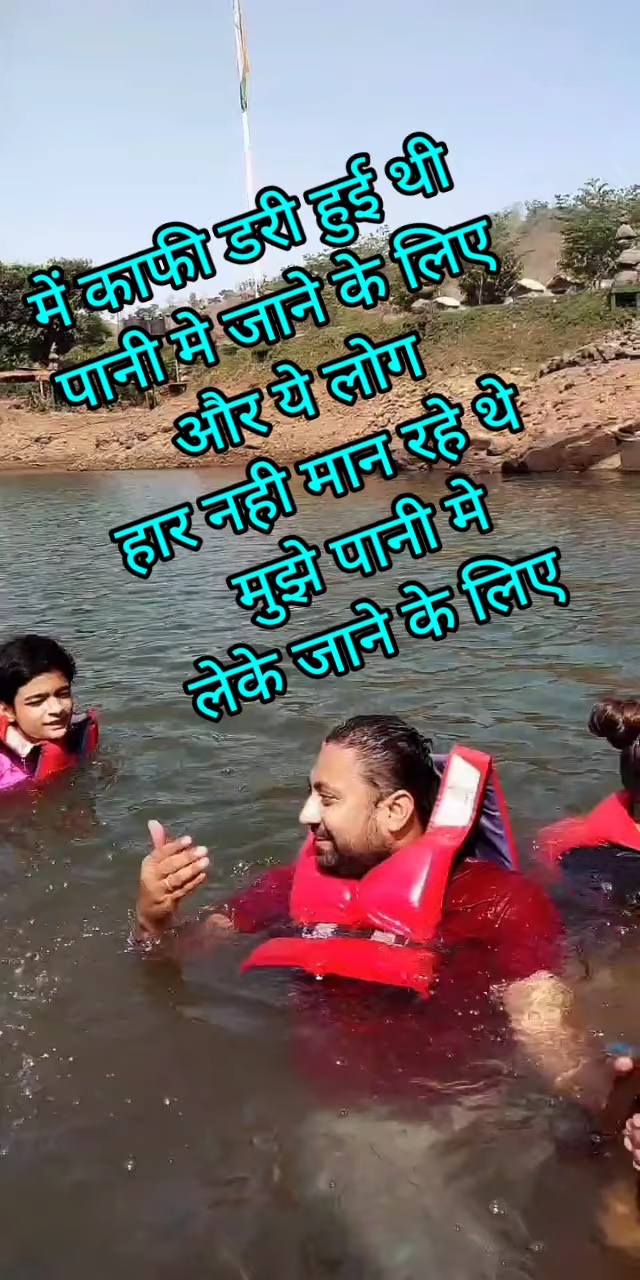 में काफी डरी हुई थी
पानी मे जाने के लिए
और ये लोग
हार नही मान रहे थे
मुझे पानी मे
लेके जाने के लिए